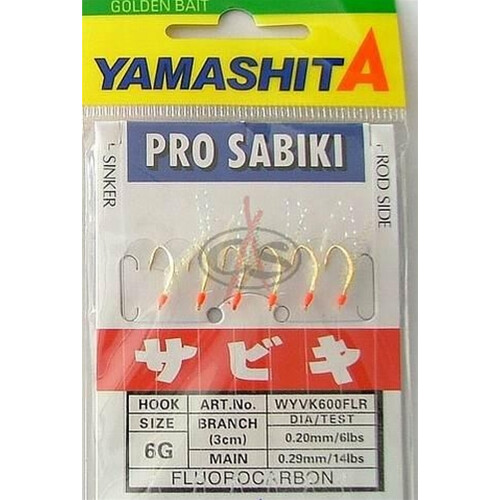 GOLDEN BAIT
YAMASHITA
PRO SABIKI
SINKER
ROD SIDE
CS
サビキ
HOOK ART.No. WYVK600FLR
SIZE BRANCH DIA/TEST
6G (3cm) 0.20mm/6lbs
MAIN 0.29mm/14lbs
FLUOROCARBON